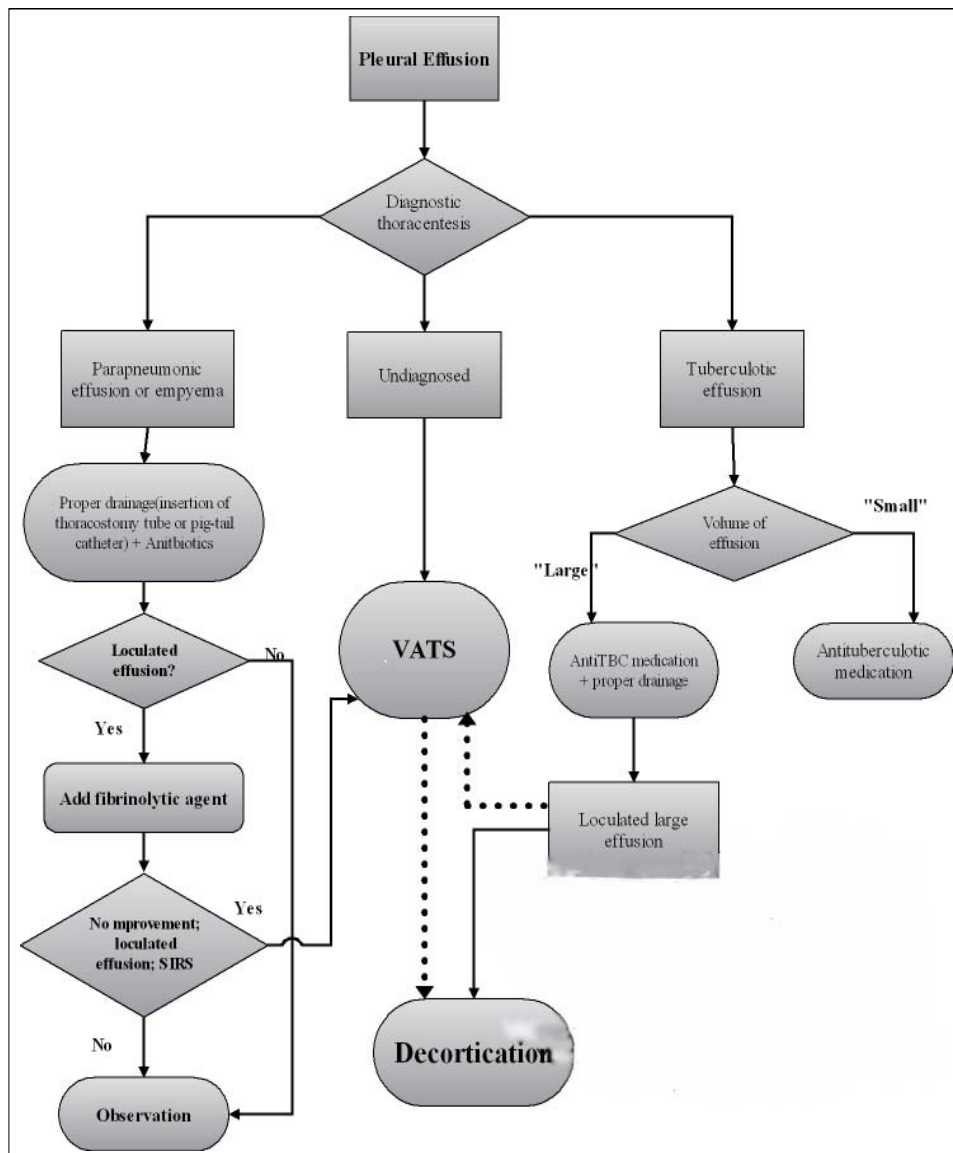 Pleural Effusion
Diagnostic
thoracentesis
Parapneumonic
effusion or empyema
Undiagnosed
Tuberculotic
effusion
Proper drainage(insertion of
thoracostomy tube or pig-tail
catheter) + Anitbiotics
Volume of
effusion
"Small"
"Large"
Loculated
effusion?
No
VATS
AntiTBC medication
+ proper drainage
Antituberculotic
medication
Yes
Add fibrinolytic agent
Loculated large
effusion
Yes
No mprovement;
loculated
effusion; SIRS
No
Decortication
Observation